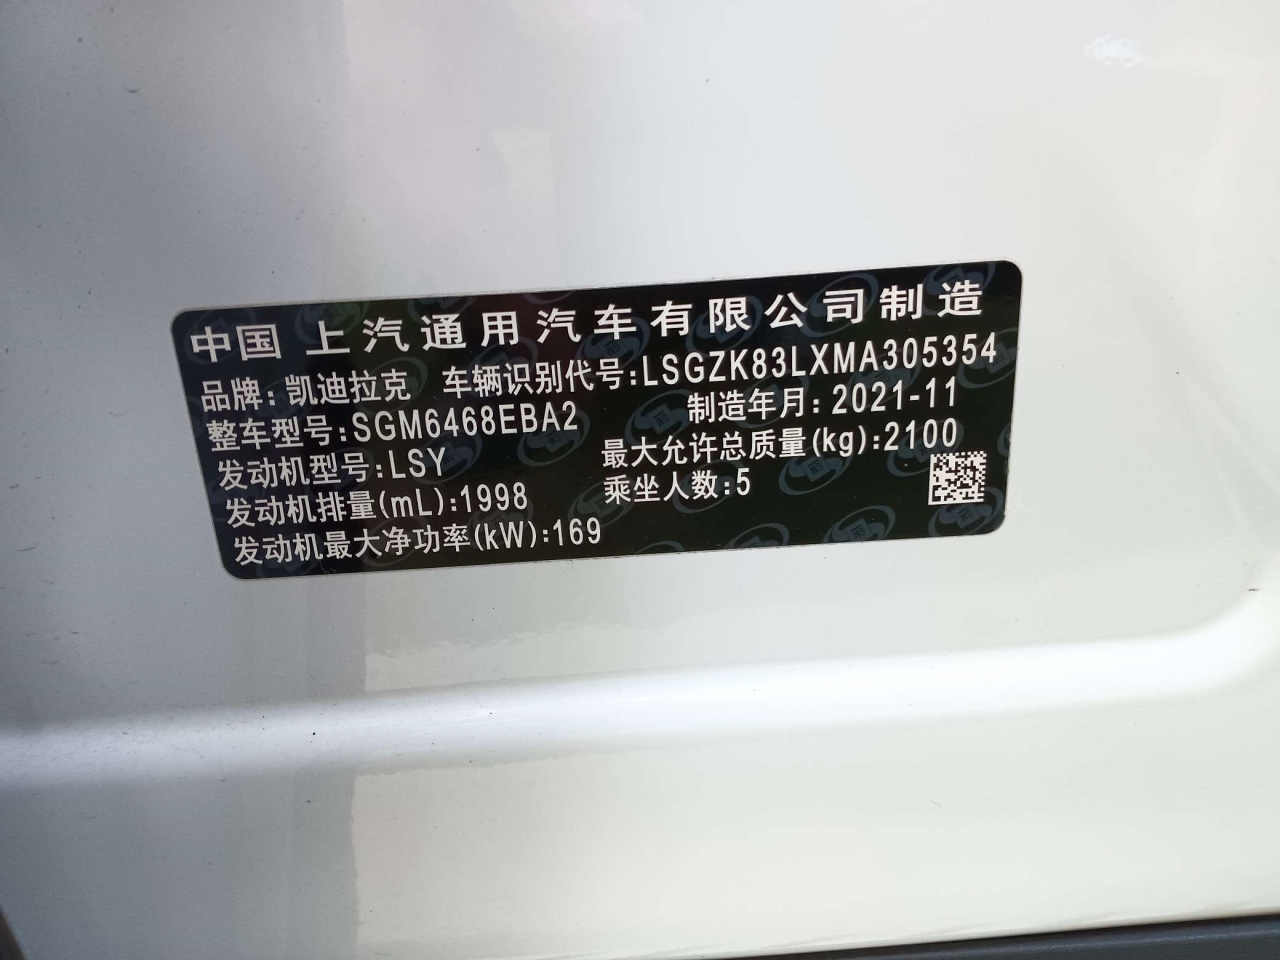 中国 上汽通用汽车有限公司制造
品牌：凯迪拉克 车辆识别代号：LSGZK83LXMA305354
整车型号：SGM6468EBA2 制造年月：2021-11
发动机型号：LSY 最大允许总质量(kg)：2100
发动机排量(mL)：1998 乘坐人数：5
发动机最大净功率(kW)：169